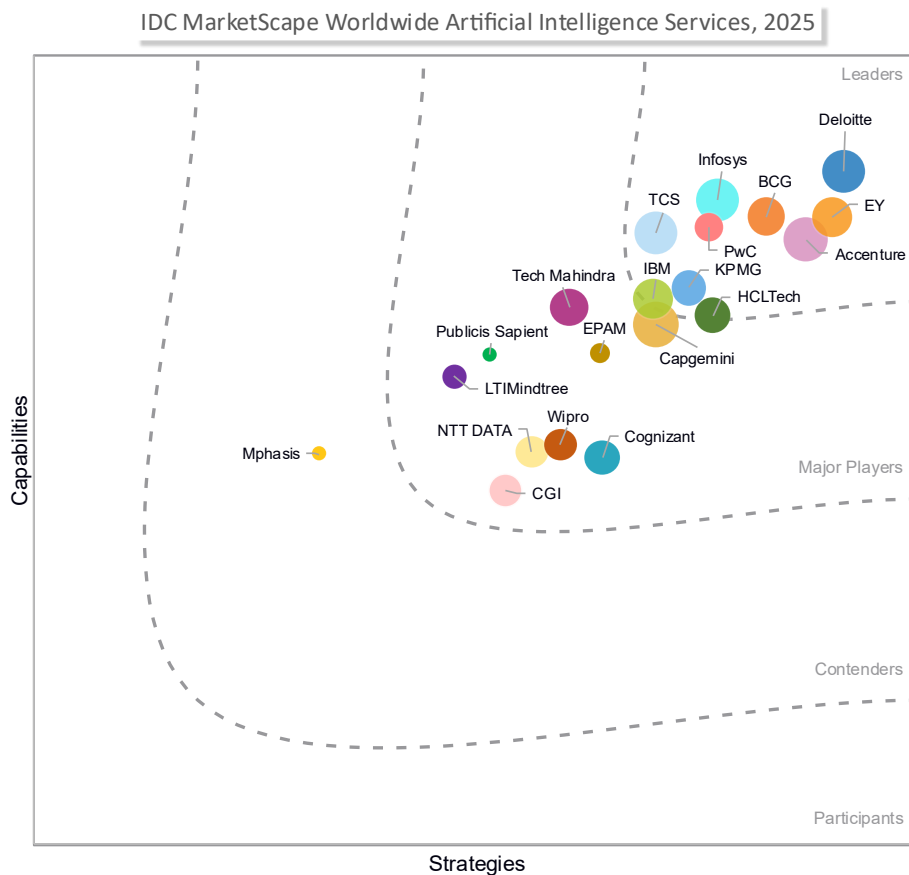 IDC MarketScape Worldwide Artificial Intelligence Services, 2025
Leaders
Deloitte
Infosys
BCG
TCS
EY
PwC
Accenture
IBM
KPMG
Tech Mahindra
HCLTech
EPAM
Publicis Sapient
Capgemini
LTIMindtree
Wipro
NTT DATA
Cognizant
Mphasis
Major Players
CGI
Capabilities
Contenders
Participants
Strategies